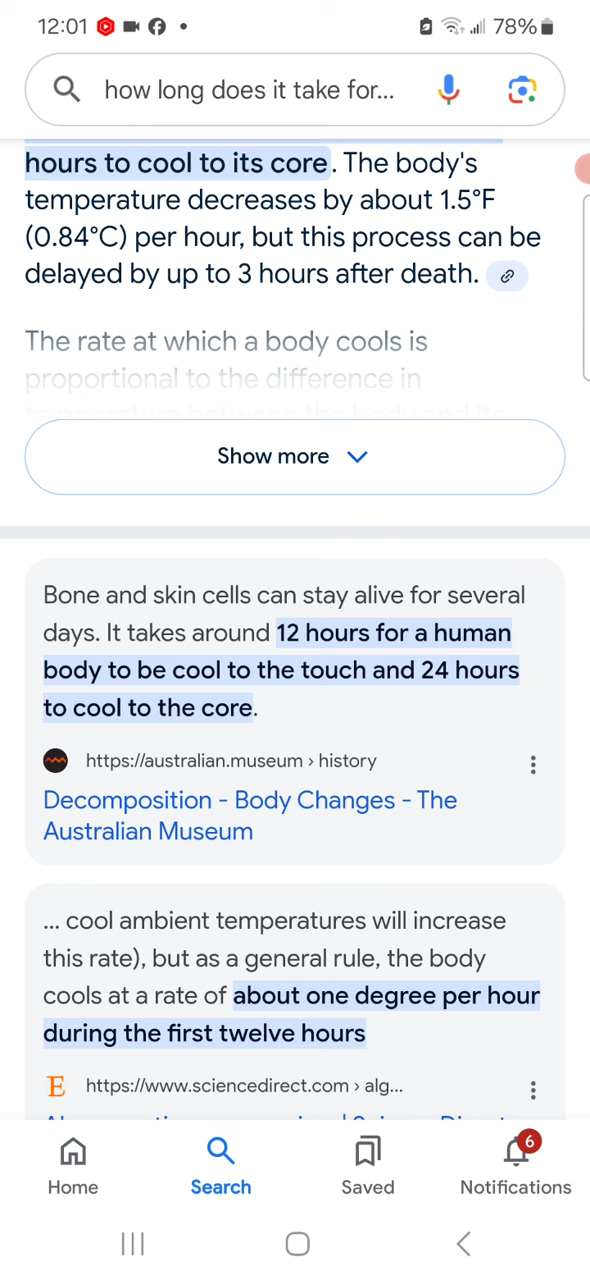 12:01
78%
how long does it take for...
hours to cool to its core. The body's
temperature decreases by about 1.5°F
(0.84°C) per hour, but this process can be
delayed by up to 3 hours after death.
The rate at which a body cools is
proportional to the difference in
temperature between the body and its
Show more
Bone and skin cells can stay alive for several
days. It takes around 12 hours for a human
body to be cool to the touch and 24 hours
to cool to the core.
https://australian.museum › history
Decomposition - Body Changes - The
Australian Museum
... cool ambient temperatures will increase
this rate), but as a general rule, the body
cools at a rate of about one degree per hour
during the first twelve hours
E https://www.sciencedirect.com › alg...
6
Home Search Saved Notifications